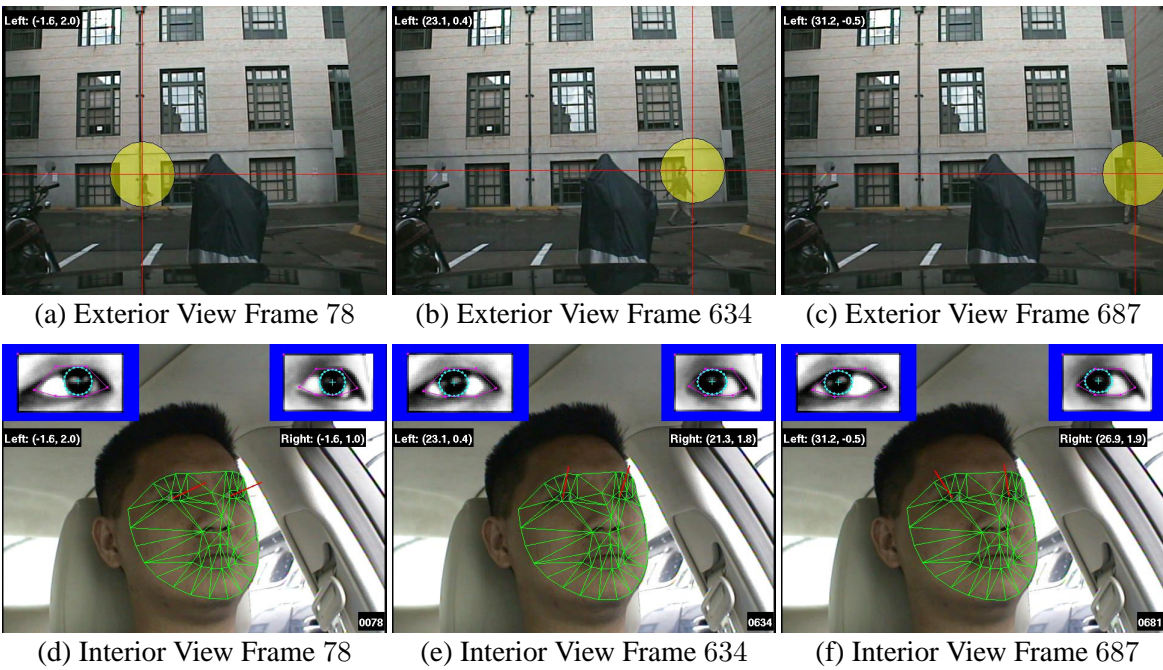 Left: (-1.6, 2.0)
Left: (23.1, 0.4)
Left: (31.2, -0.5)
(a) Exterior View Frame 78
(b) Exterior View Frame 634
(c) Exterior View Frame 687
Left: (-1.6, 2.0)
Right: (-1.6, 1.0)
0078
Left: (23.1, 0.4)
Right: (21.3, 1.8)
0634
Left: (31.2, -0.5)
Right: (26.9, 1.9)
0681
(d) Interior View Frame 78
(e) Interior View Frame 634
(f) Interior View Frame 687